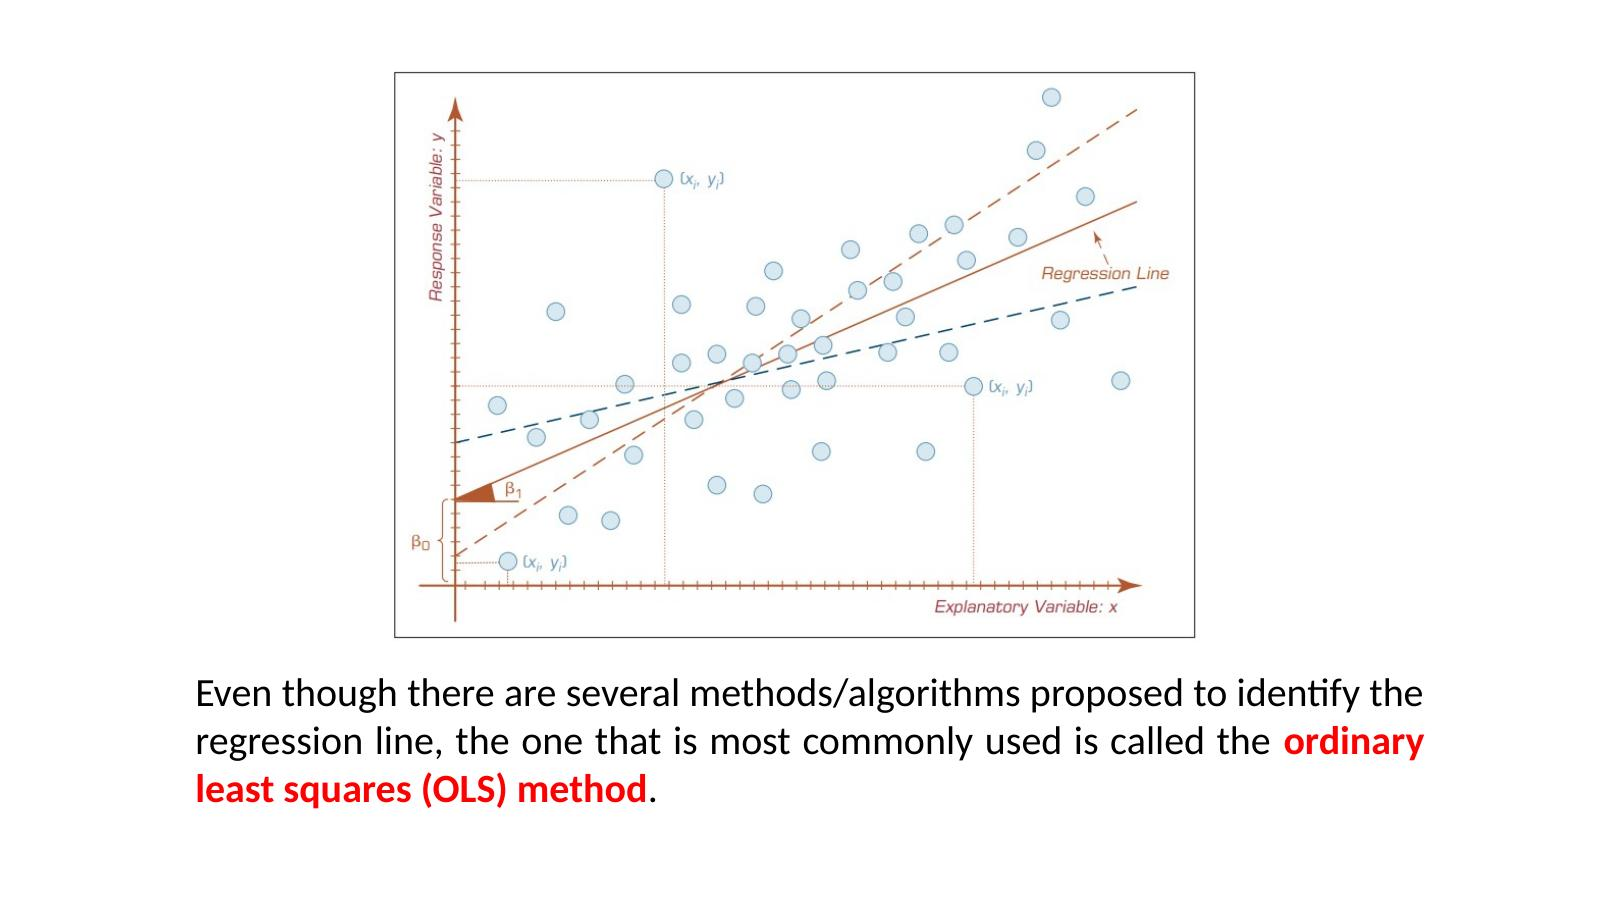 Response Variable: y
(xi, yi)
Regression Line
(xi, yi)
β1
β0
(xi, yi)
Explanatory Variable: x
Even though there are several methods/algorithms proposed to identify the
regression line, the one that is most commonly used is called the ordinary
least squares (OLS) method.